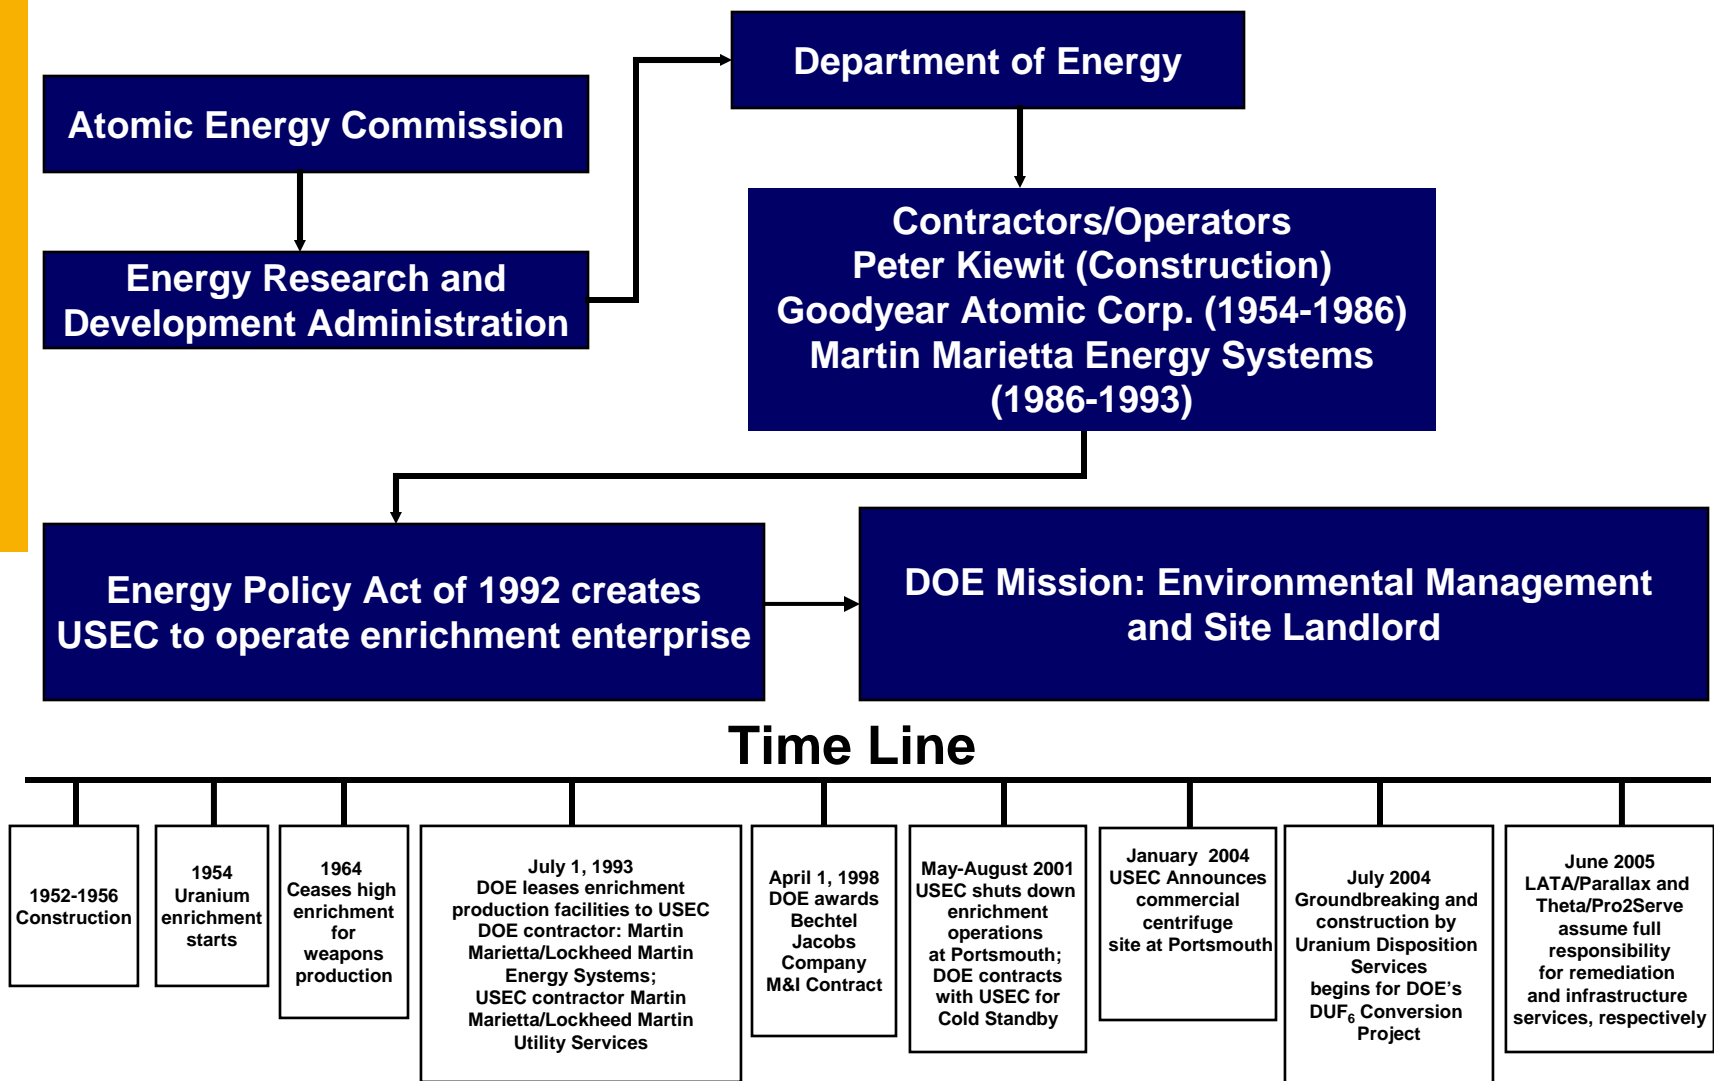 Department of Energy
Atomic Energy Commission
Energy Research and
Development Administration
Contractors/Operators
Peter Kiewit (Construction)
Goodyear Atomic Corp. (1954-1986)
Martin Marietta Energy Systems
(1986-1993)
Energy Policy Act of 1992 creates
USEC to operate enrichment enterprise
DOE Mission: Environmental Management
and Site Landlord
Time Line
1952-1956
Construction
1954
Uranium
enrichment
starts
1964
Ceases high
enrichment
for
weapons
production
July 1, 1993
DOE leases enrichment
production facilities to USEC
DOE contractor: Martin
Marietta/Lockheed Martin
Energy Systems;
USEC contractor Martin
Marietta/Lockheed Martin
Utility Services
April 1, 1998
DOE awards
Bechtel
Jacobs
Company
M&I Contract
May-August 2001
USEC shuts down
enrichment
operations
at Portsmouth;
DOE contracts
with USEC for
Cold Standby
January 2004
USEC Announces
commercial
centrifuge
site at Portsmouth
July 2004
Groundbreaking and
construction by
Uranium Disposition
Services
begins for DOE’s
DUF₆ Conversion
Project
June 2005
LATA/Parallax and
Theta/Pro2Serve
assume full
responsibility
for remediation
and infrastructure
services, respectively